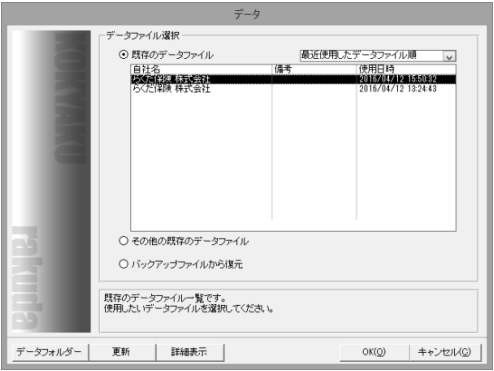 データ
データファイル選択
既存のデータファイル
最近使用したデータファイル順
自社名 備考 使用日時
らくだ保険 株式会社 2016/04/12 15:50:32
らくだ保険 株式会社 2016/04/12 13:24:43
その他の既存のデータファイル
バックアップファイルから復元
既存のデータファイル一覧です。
使用したいデータファイルを選択してください。
データフォルダー 更新 詳細表示 OK(O) キャンセル(C)
KOKYAKU
rakuda